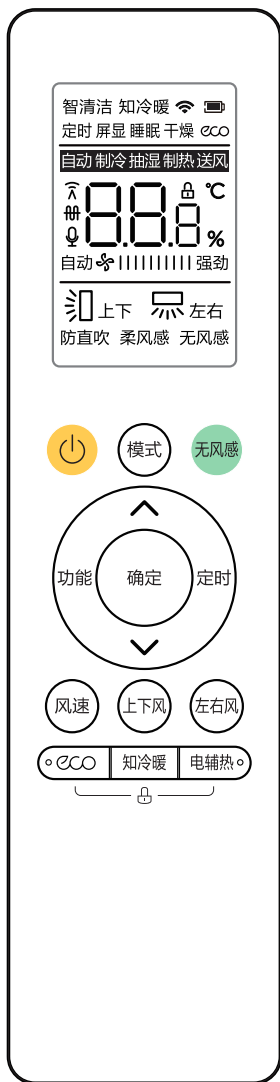 智清洁 知冷暖
定时 屏显 睡眠 干燥 eco
自动 制冷 抽湿 制热 送风
℃
88.8 %
自动 强劲
上下 左右
防直吹 柔风感 无风感
模式 无风感
功能 确定 定时
风速 上下风 左右风
eco 知冷暖 电辅热